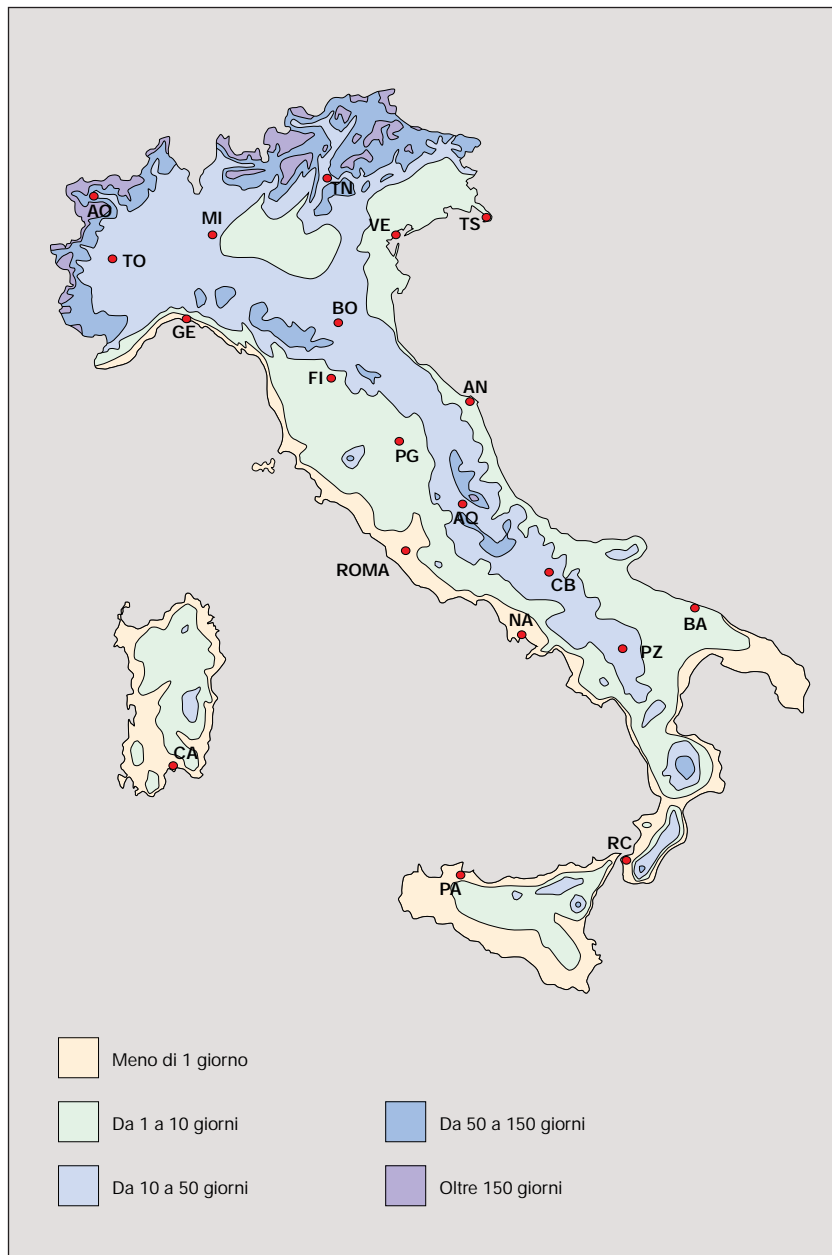 TN
AO
MI
VE
TS
TO
BO
GE
FI
AN
PG
AQ
ROMA
CB
NA
BA
PZ
CA
RC
PA
Meno di 1 giorno
Da 1 a 10 giorni
Da 50 a 150 giorni
Da 10 a 50 giorni
Oltre 150 giorni